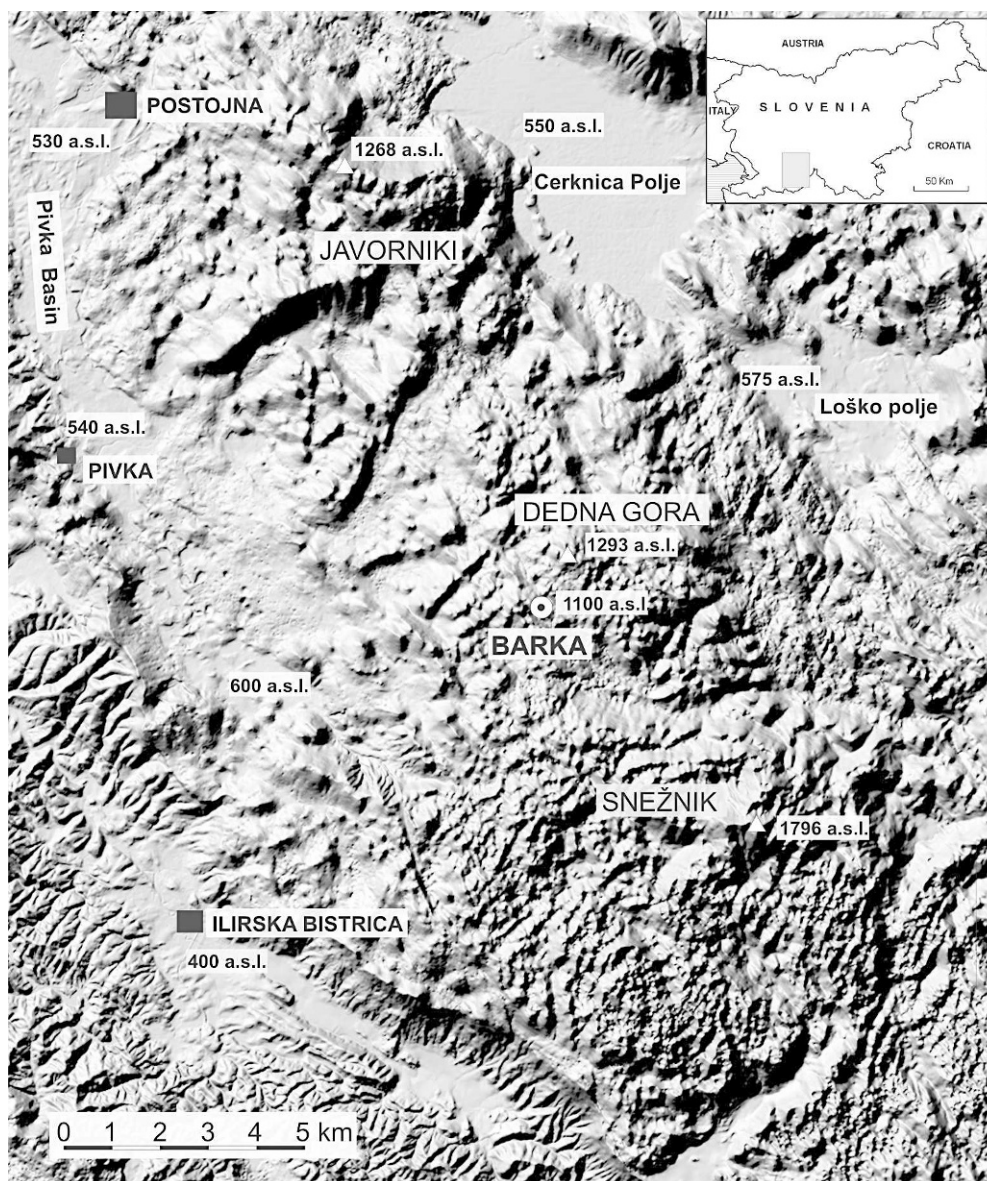 AUSTRIA
ITALY
S L O V E N I A
CROATIA
50 Km
POSTOJNA
530 a.s.l.
1268 a.s.l.
550 a.s.l.
Cerknica Polje
Pivka Basin
JAVORNIKI
575 a.s.l.
Loško polje
540 a.s.l.
PIVKA
DEDNA GORA
1293 a.s.l.
1100 a.s.l.
BARKA
600 a.s.l.
SNEŽNIK
1796 a.s.l.
ILIRSKA BISTRICA
400 a.s.l.
0 1 2 3 4 5 km